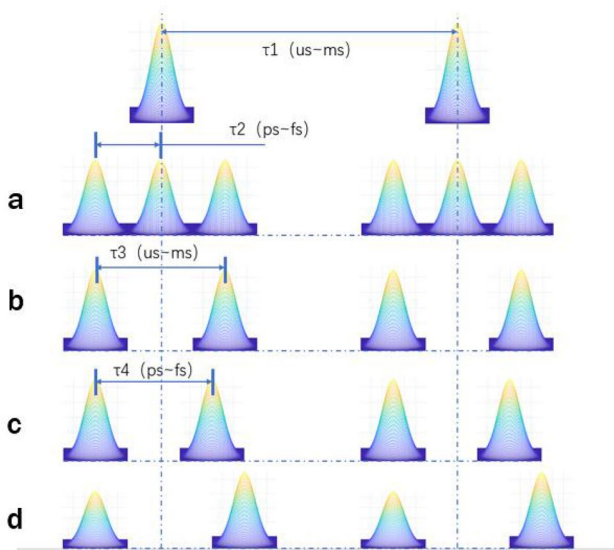 τ1 (us~ms)
τ2 (ps~fs)
a
τ3 (us~ms)
b
τ4 (ps~fs)
c
d